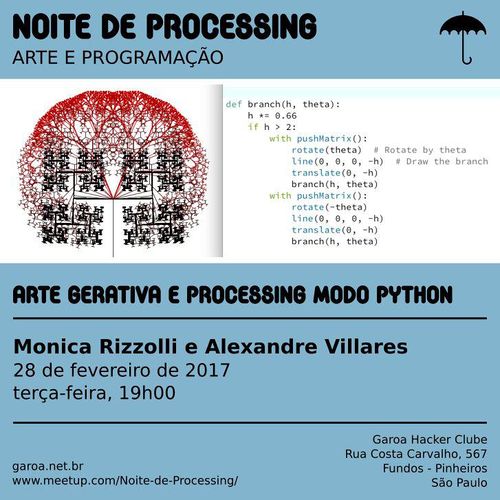 NOITE DE PROCESSING
ARTE E PROGRAMAÇÃO
def branch(h, theta):
    h *= 0.66
    if h > 2:
        with pushMatrix():
            rotate(theta)  # Rotate by theta
            line(0, 0, 0, -h)  # Draw the branch
            translate(0, -h)
            branch(h, theta)
        with pushMatrix():
            rotate(-theta)
            line(0, 0, 0, -h)
            translate(0, -h)
            branch(h, theta)
ARTE GERATIVA E PROCESSING MODO PYTHON
Monica Rizzolli e Alexandre Villares
28 de fevereiro de 2017
terça-feira, 19h00
garoa.net.br
www.meetup.com/Noite-de-Processing/
Garoa Hacker Clube
Rua Costa Carvalho, 567
Fundos - Pinheiros
São Paulo